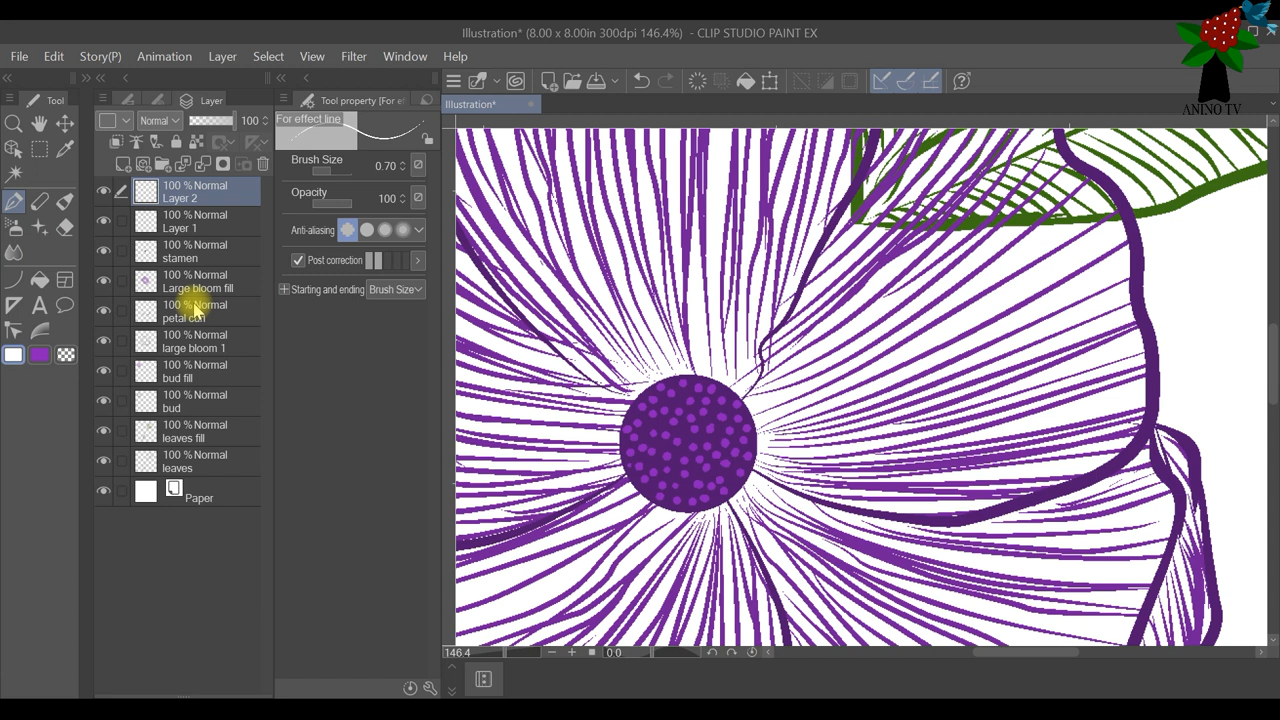 Illustration* (8.00 x 8.00in 300dpi 146.4%) - CLIP STUDIO PAINT EX
File Edit Story(P) Animation Layer Select View Filter Window Help
Tool
Layer
Tool property [For ef
Illustration*
ANINO TV
Normal 100
For effect line
Brush Size 0.70
Opacity 100
Anti-aliasing
Post correction
Starting and ending Brush Size
100 % Normal
Layer 2
100 % Normal
Layer 1
100 % Normal
stamen
100 % Normal
Large bloom fill
100 % Normal
petal curl
100 % Normal
large bloom 1
100 % Normal
bud fill
100 % Normal
bud
100 % Normal
leaves fill
100 % Normal
leaves
Paper
146.4 0.0